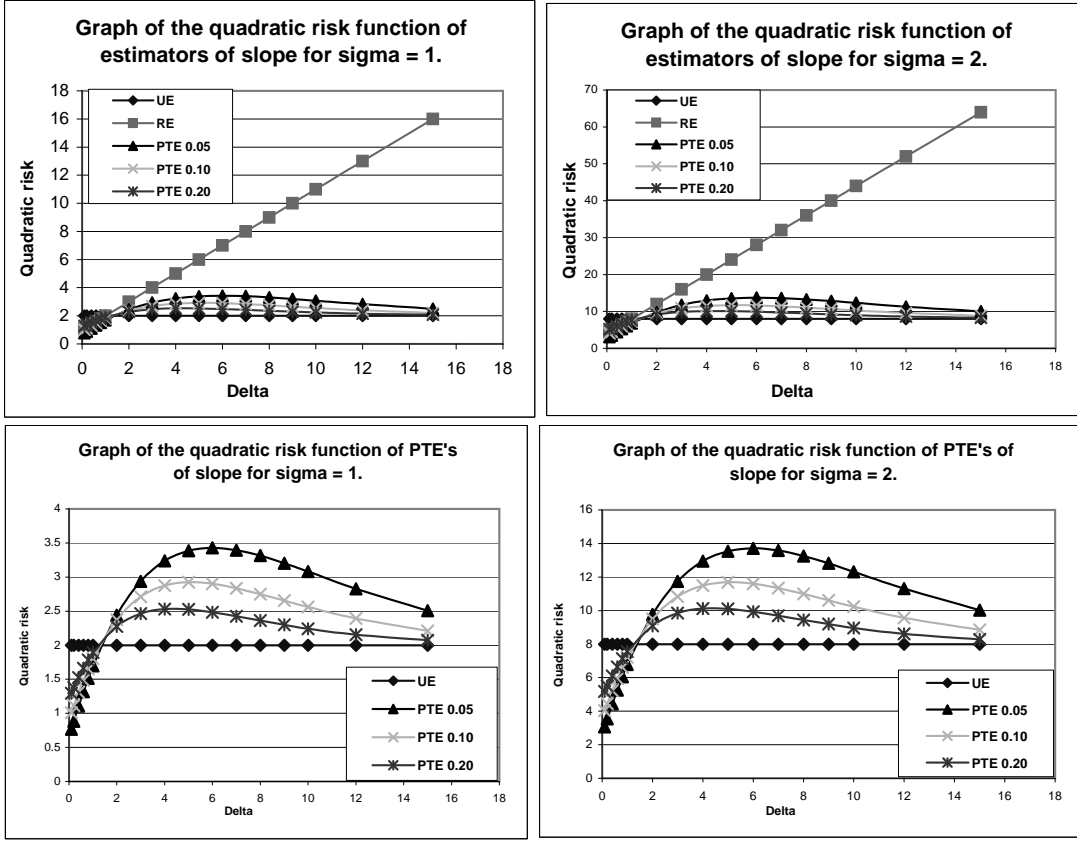 Graph of the quadratic risk function of
estimators of slope for sigma = 1.
Quadratic risk
18
16
14
12
10
8
6
4
2
0
UE
RE
PTE 0.05
PTE 0.10
PTE 0.20
0 2 4 6 8 10 12 14 16 18
Delta
Graph of the quadratic risk function of
estimators of slope for sigma = 2.
Quadratic risk
70
60
50
40
30
20
10
0
UE
RE
PTE 0.05
PTE 0.10
PTE 0.20
0 2 4 6 8 10 12 14 16 18
Delta
Graph of the quadratic risk function of PTE's
of slope for sigma = 1.
Quadratic risk
4
3.5
3
2.5
2
1.5
1
0.5
0
UE
PTE 0.05
PTE 0.10
PTE 0.20
0 2 4 6 8 10 12 14 16 18
Delta
Graph of the quadratic risk function of PTE's of
slope for sigma = 2.
Quadratic risk
16
14
12
10
8
6
4
2
0
UE
PTE 0.05
PTE 0.10
PTE 0.20
0 2 4 6 8 10 12 14 16 18
Delta